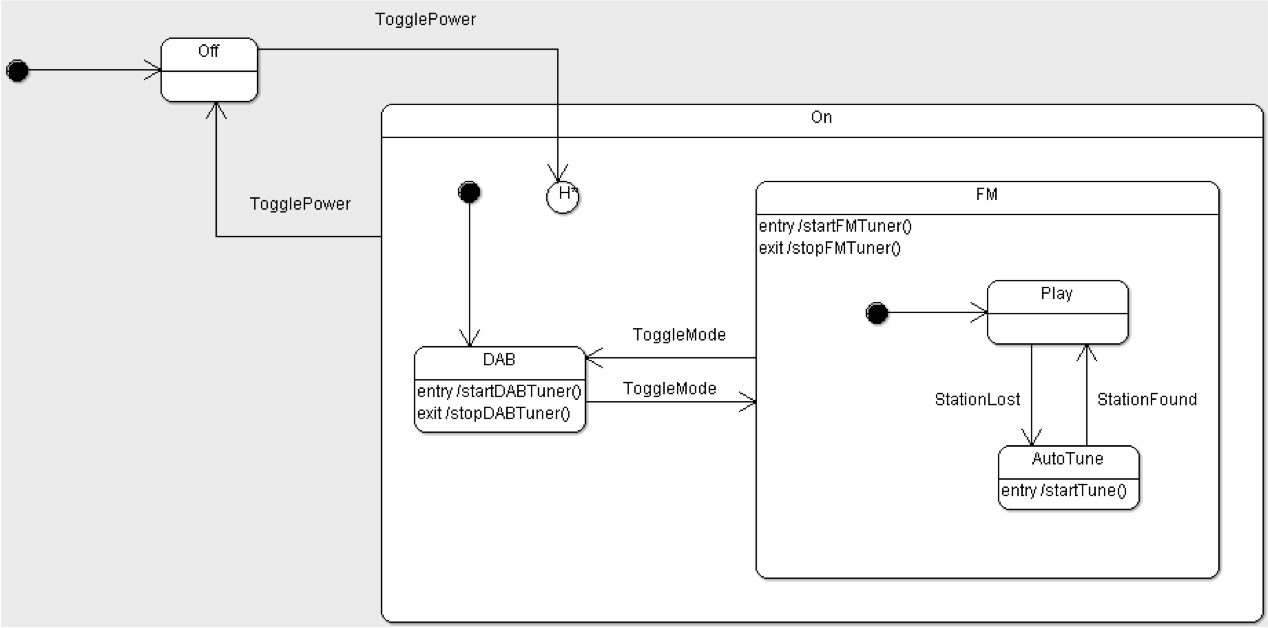 TogglePower
Off
On
TogglePower
H*
FM
entry /startFMTuner()
exit /stopFMTuner()
Play
ToggleMode
DAB
entry /startDABTuner()
exit /stopDABTuner()
ToggleMode
StationLost
StationFound
AutoTune
entry /startTune()